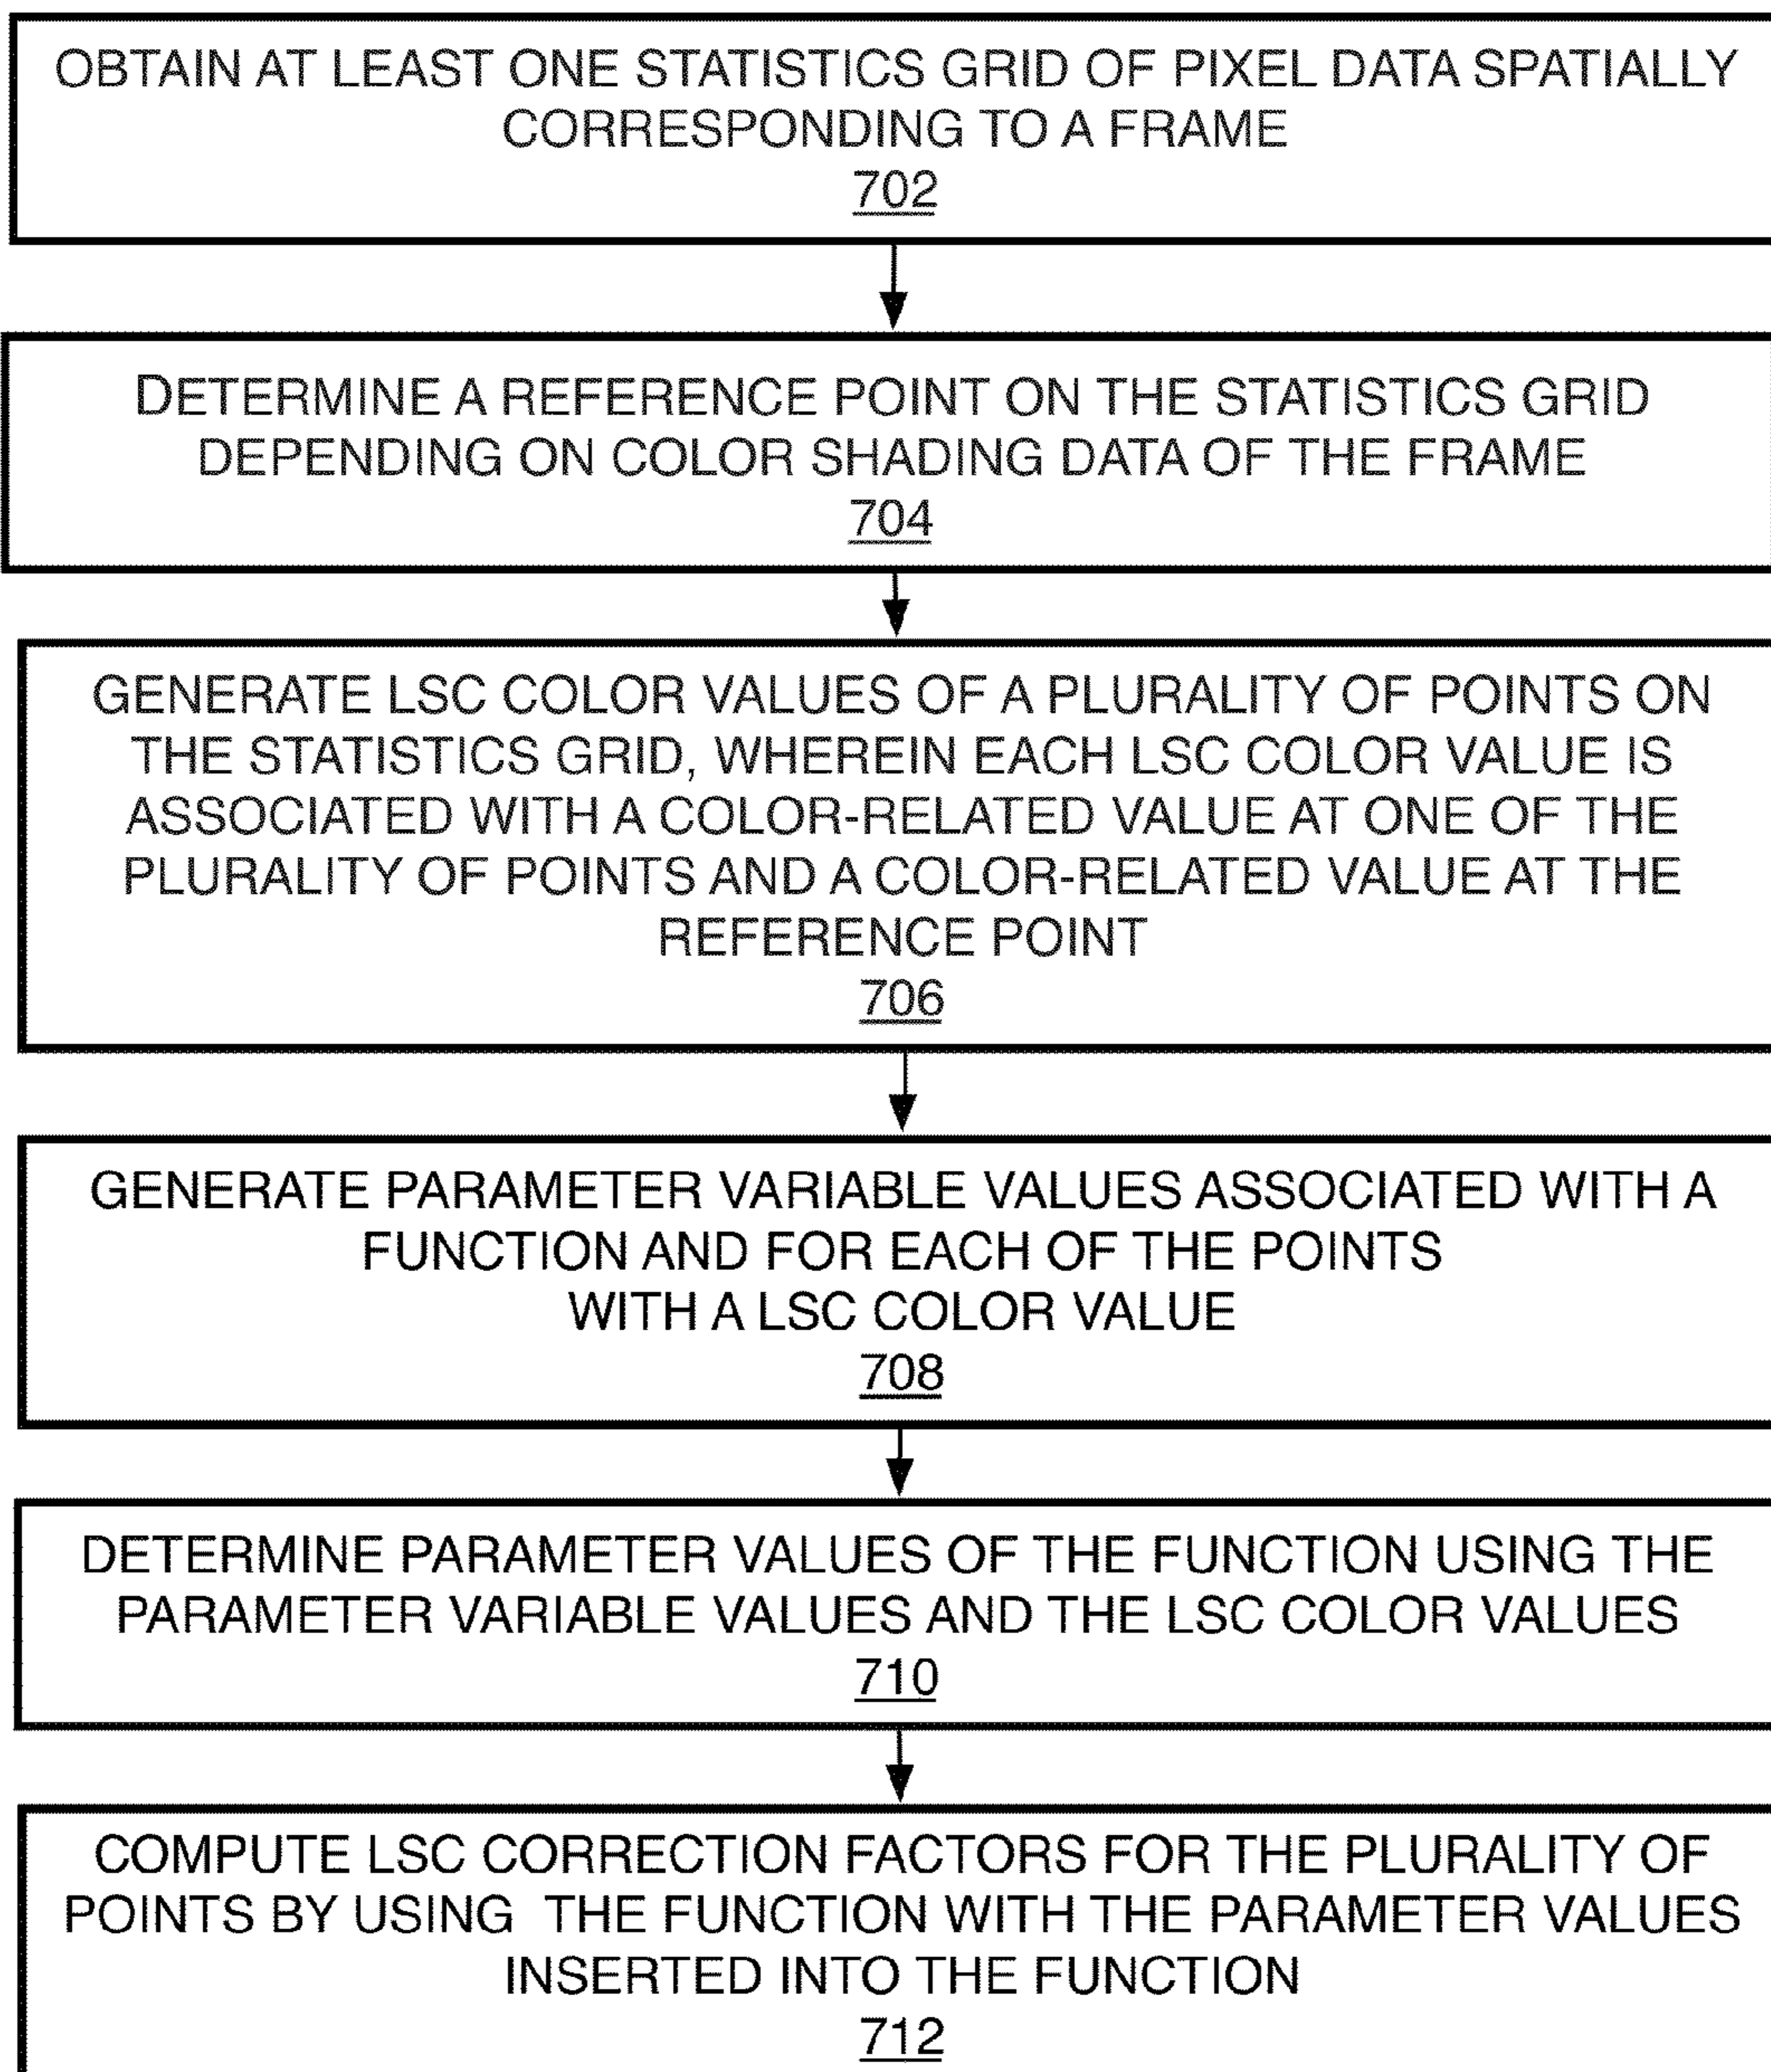 OBTAIN AT LEAST ONE STATISTICS GRID OF PIXEL DATA SPATIALLY
CORRESPONDING TO A FRAME
702
DETERMINE A REFERENCE POINT ON THE STATISTICS GRID
DEPENDING ON COLOR SHADING DATA OF THE FRAME
704
GENERATE LSC COLOR VALUES OF A PLURALITY OF POINTS ON
THE STATISTICS GRID, WHEREIN EACH LSC COLOR VALUE IS
ASSOCIATED WITH A COLOR-RELATED VALUE AT ONE OF THE
PLURALITY OF POINTS AND A COLOR-RELATED VALUE AT THE
REFERENCE POINT
706
GENERATE PARAMETER VARIABLE VALUES ASSOCIATED WITH A
FUNCTION AND FOR EACH OF THE POINTS
WITH A LSC COLOR VALUE
708
DETERMINE PARAMETER VALUES OF THE FUNCTION USING THE
PARAMETER VARIABLE VALUES AND THE LSC COLOR VALUES
710
COMPUTE LSC CORRECTION FACTORS FOR THE PLURALITY OF
POINTS BY USING THE FUNCTION WITH THE PARAMETER VALUES
INSERTED INTO THE FUNCTION
712